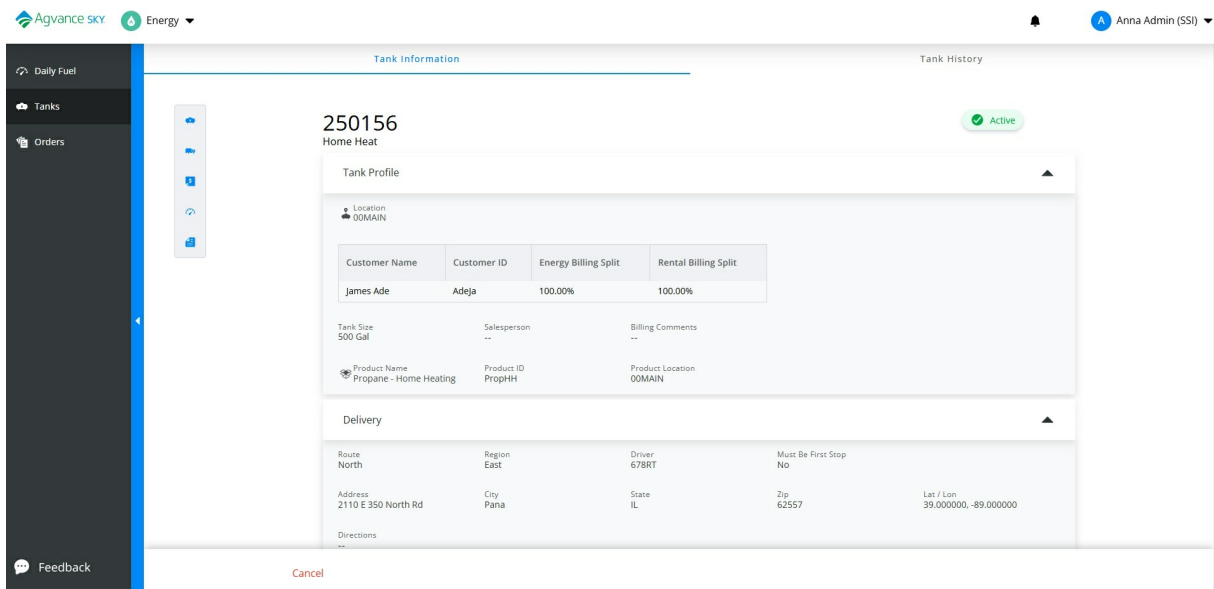 Agvance SKY
Energy
A Anna Admin (SSI)
Daily Fuel
Tanks
Orders
Feedback
Tank Information Tank History
250156
Home Heat
Active
Tank Profile
Location
00MAIN
Customer Name Customer ID Energy Billing Split Rental Billing Split
James Ade AdeJa 100.00% 100.00%
Tank Size Salesperson Billing Comments
500 Gal -- --
Product Name Product ID Product Location
Propane - Home Heating PropHH 00MAIN
Delivery
Route Region Driver Must Be First Stop
North East 678RT No
Address City State Zip Lat / Lon
2110 E 350 North Rd Pana IL 62557 39.000000, -89.000000
Directions
--
Cancel